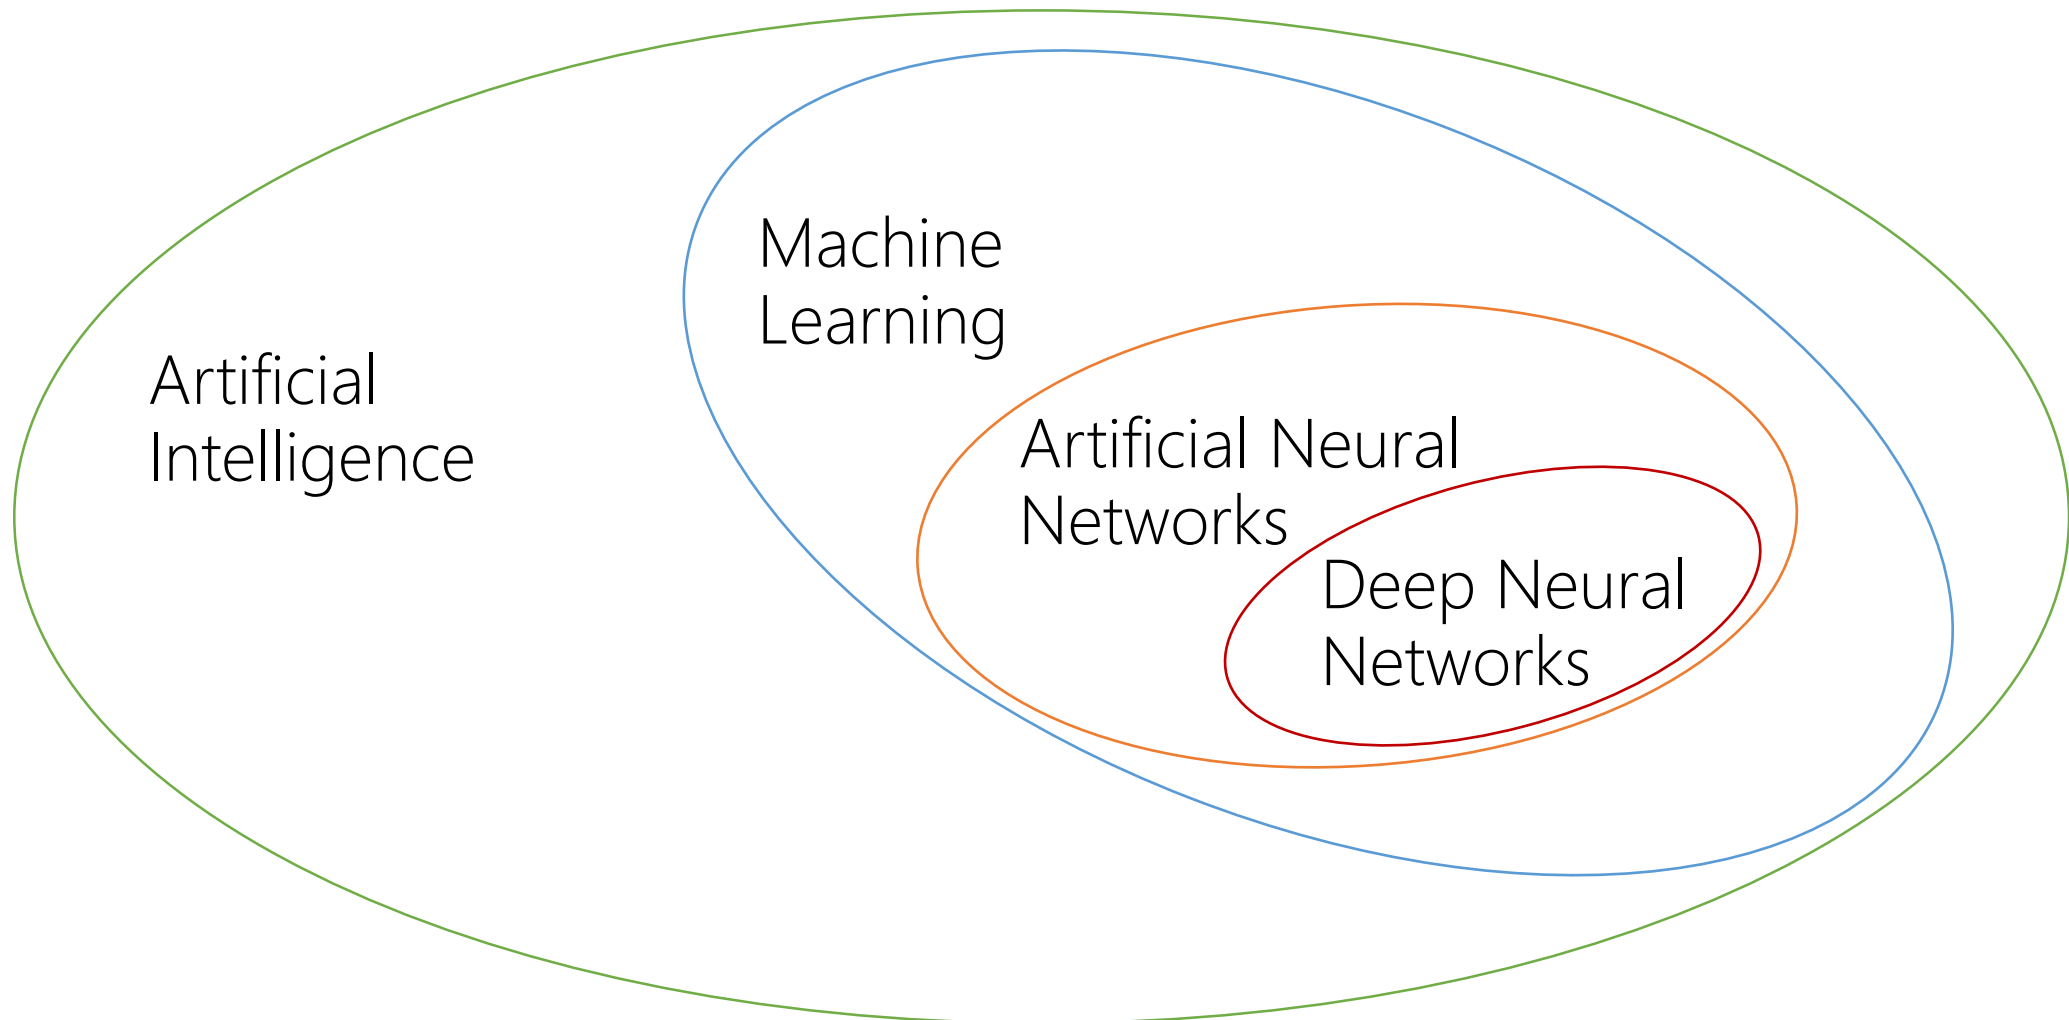 Artificial
Intelligence
Machine
Learning
Artificial Neural
Networks
Deep Neural
Networks